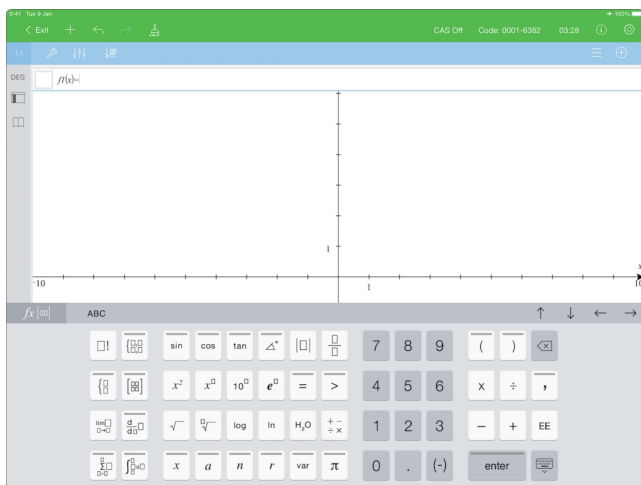 9:41 Tue 9 Jan 100%
Exit CAS Off Code: 0001-6382 03:28
1.1
DEG f1(x)=
1
-10 1 10
x
fx ABC
! sin cos tan 7 8 9 ( )
x² x 10 e = > 4 5 6 x ÷ ,
lim d/d √ √ log ln H₂O + − ÷ × 1 2 3 − + EE
Σ ∫ d x a n r var π 0 . (-) enter